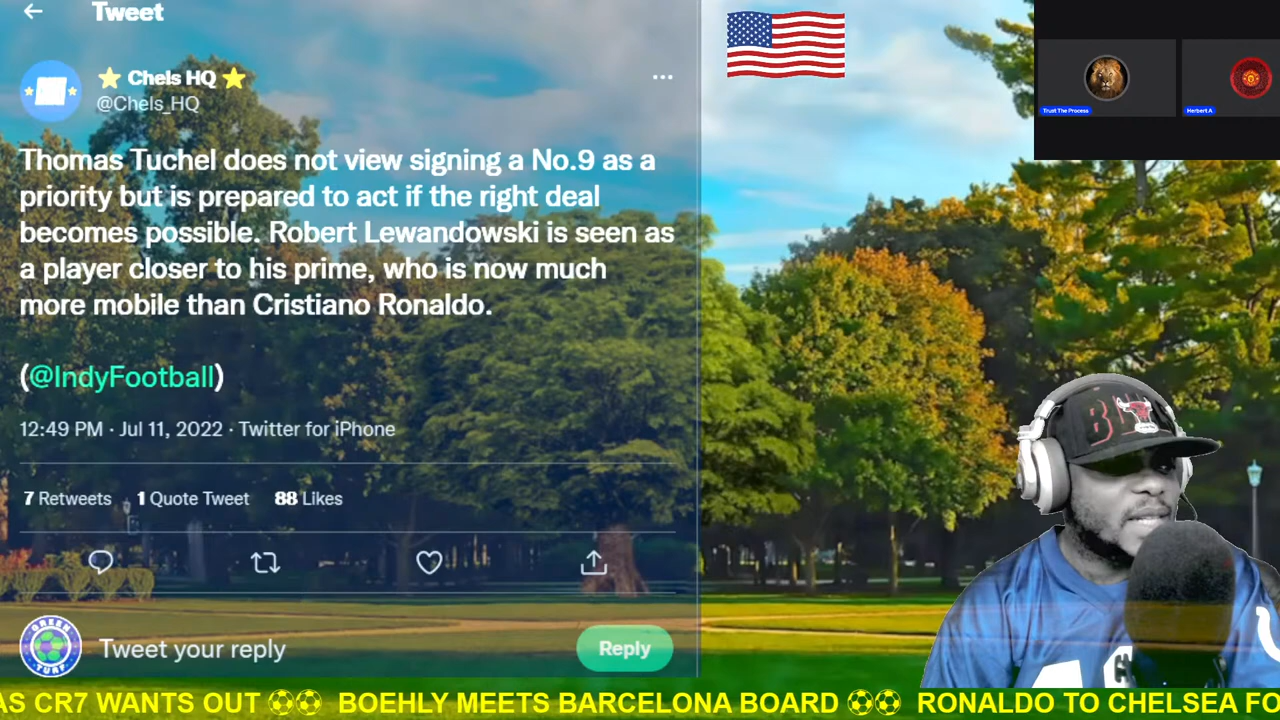 Tweet
Chels HQ
@Chels_HQ
Thomas Tuchel does not view signing a No.9 as a
priority but is prepared to act if the right deal
becomes possible. Robert Lewandowski is seen as
a player closer to his prime, who is now much
more mobile than Cristiano Ronaldo.
(@IndyFootball)
12:49 PM · Jul 11, 2022 · Twitter for iPhone
7 Retweets 1 Quote Tweet 88 Likes
GREEN
TURF
Tweet your reply
Reply
Trust The Process
Herbert A
AS CR7 WANTS OUT ⚽⚽ BOEHLY MEETS BARCELONA BOARD ⚽⚽ RONALDO TO CHELSEA FO